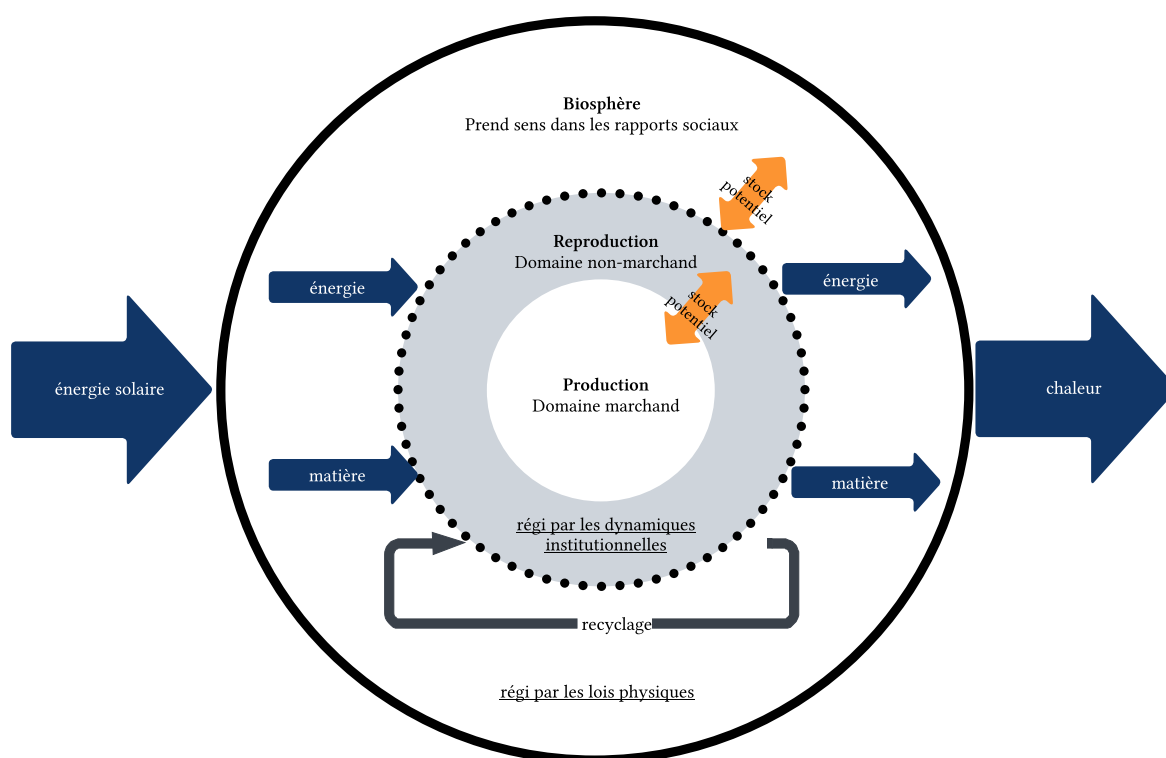 Biosphère
Prend sens dans les rapports sociaux
stock
potentiel
Reproduction
Domaine non-marchand
énergie
énergie
stock
potentiel
énergie solaire
Production
Domaine marchand
chaleur
matière
matière
régi par les dynamiques
institutionnelles
recyclage
régi par les lois physiques